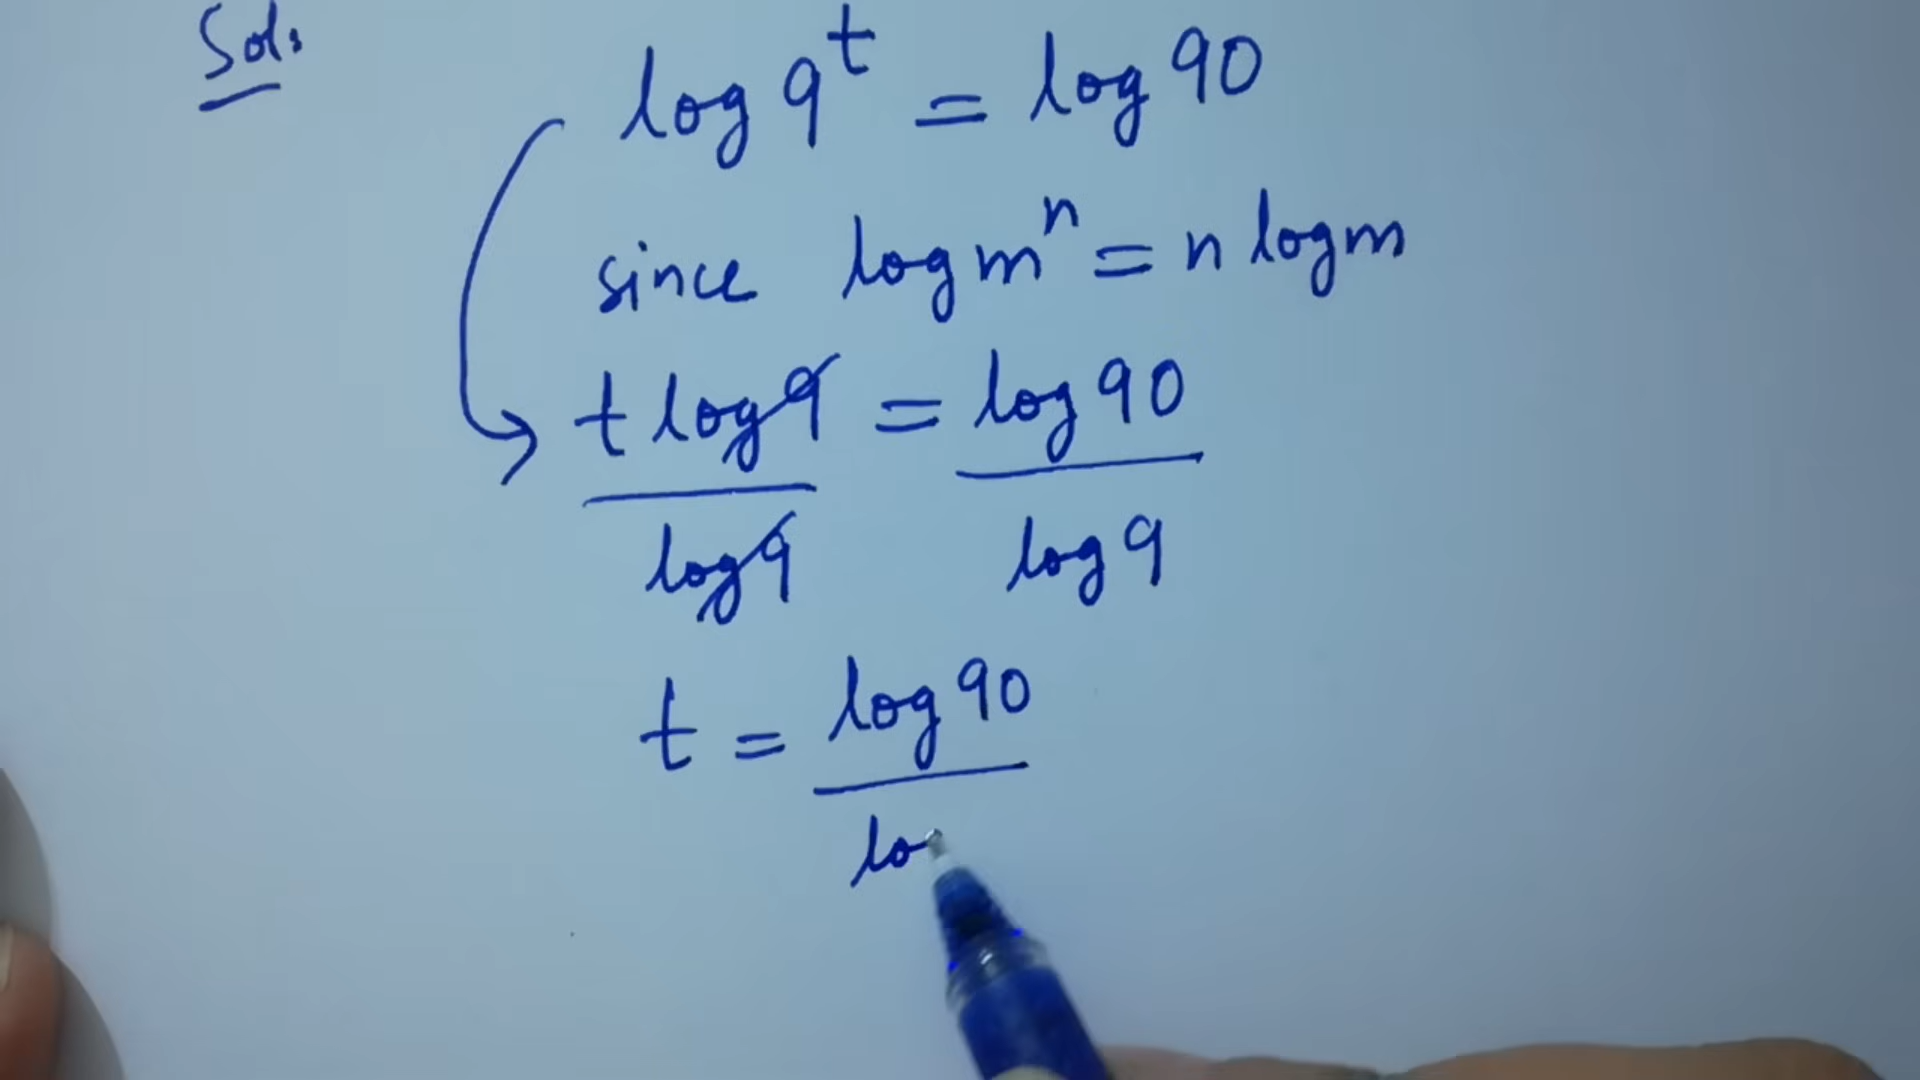 Sol:
log 9^t = log 90
since log m^n = n log m
t log 9 = log 90
log 9 log 9
t = log 90
lo